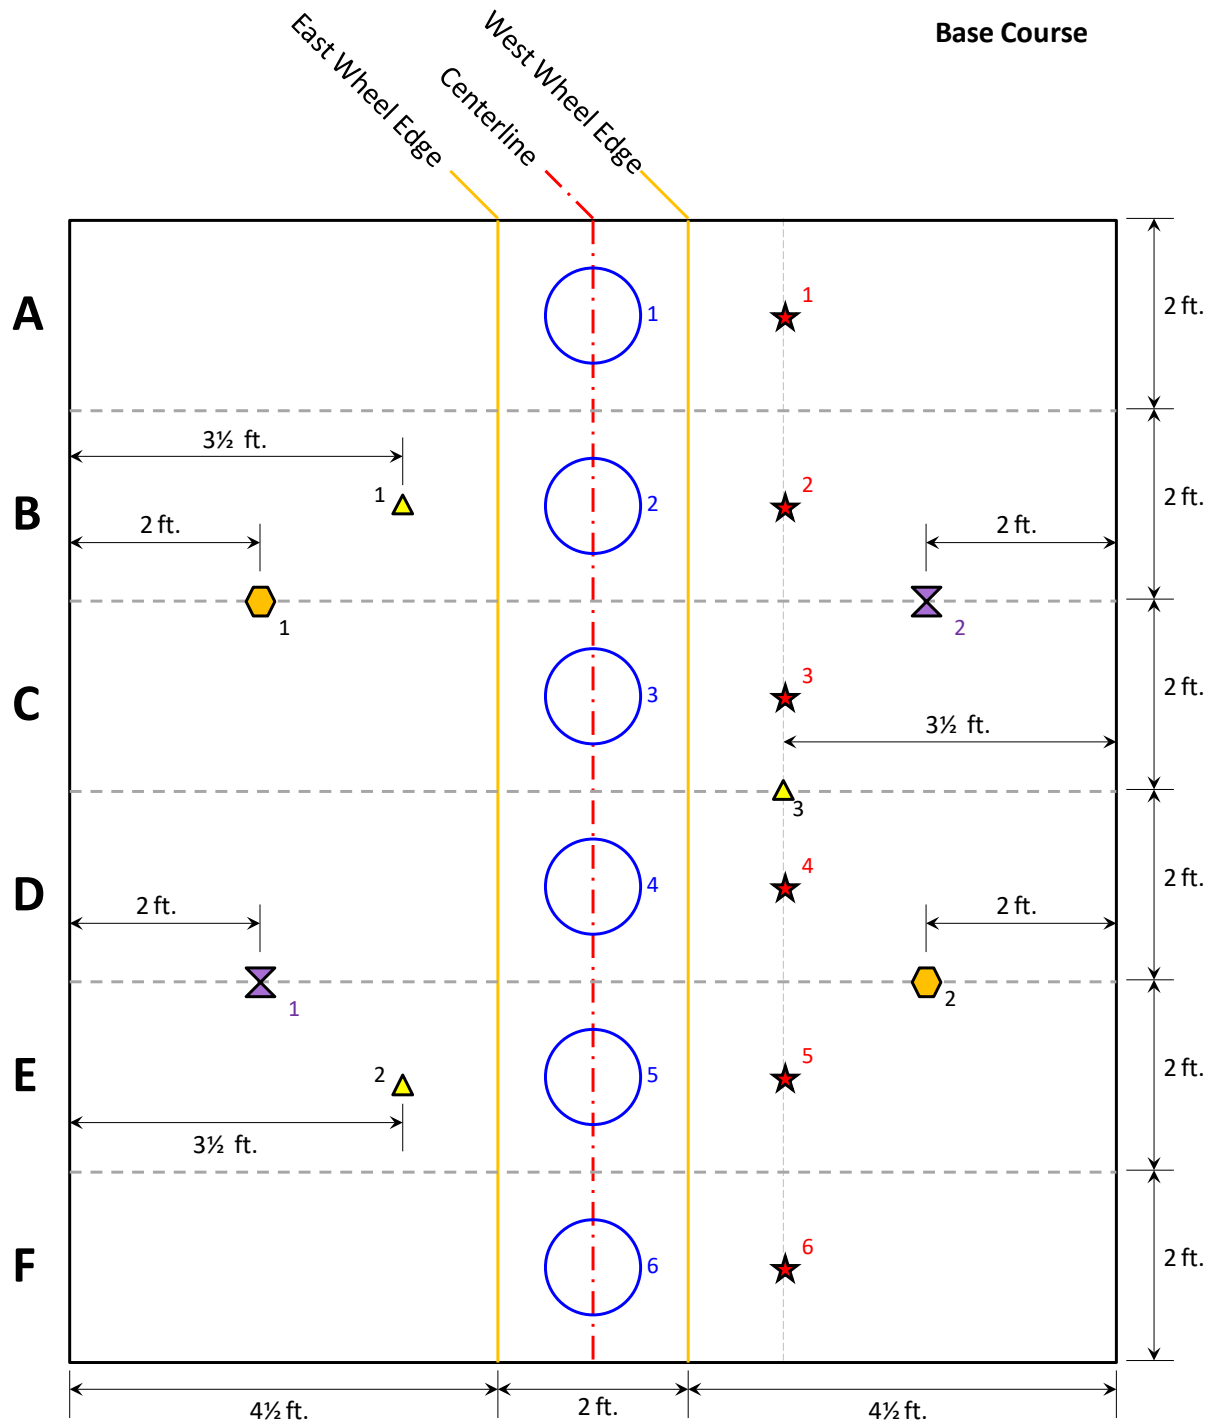 Base Course
East Wheel Edge
Centerline
West Wheel Edge
A
1
1
2 ft.
3½ ft.
B
1
2
2
2 ft.
2 ft.
2 ft.
1
2
C
3
3
2 ft.
3½ ft.
3
D
4
4
2 ft.
2 ft.
2 ft.
1
2
E
2
5
5
2 ft.
3½ ft.
F
6
6
2 ft.
4½ ft.
2 ft.
4½ ft.